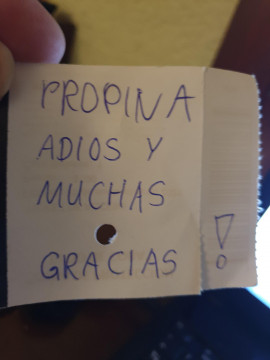 PROPINA
ADIOS Y
MUCHAS
GRACIAS !